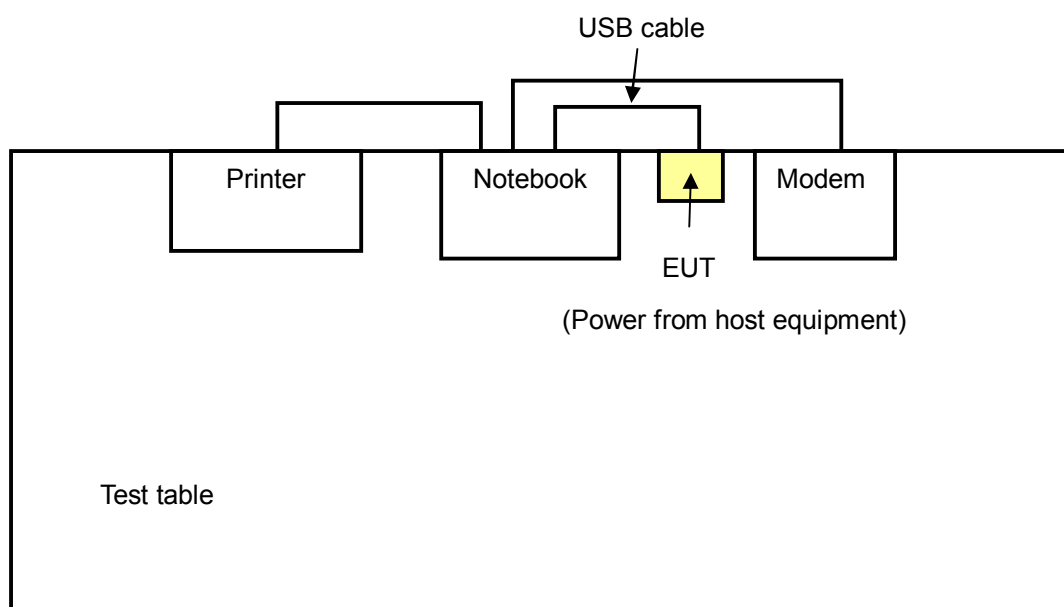 USB cable
Printer
Notebook
Modem
EUT
(Power from host equipment)
Test table